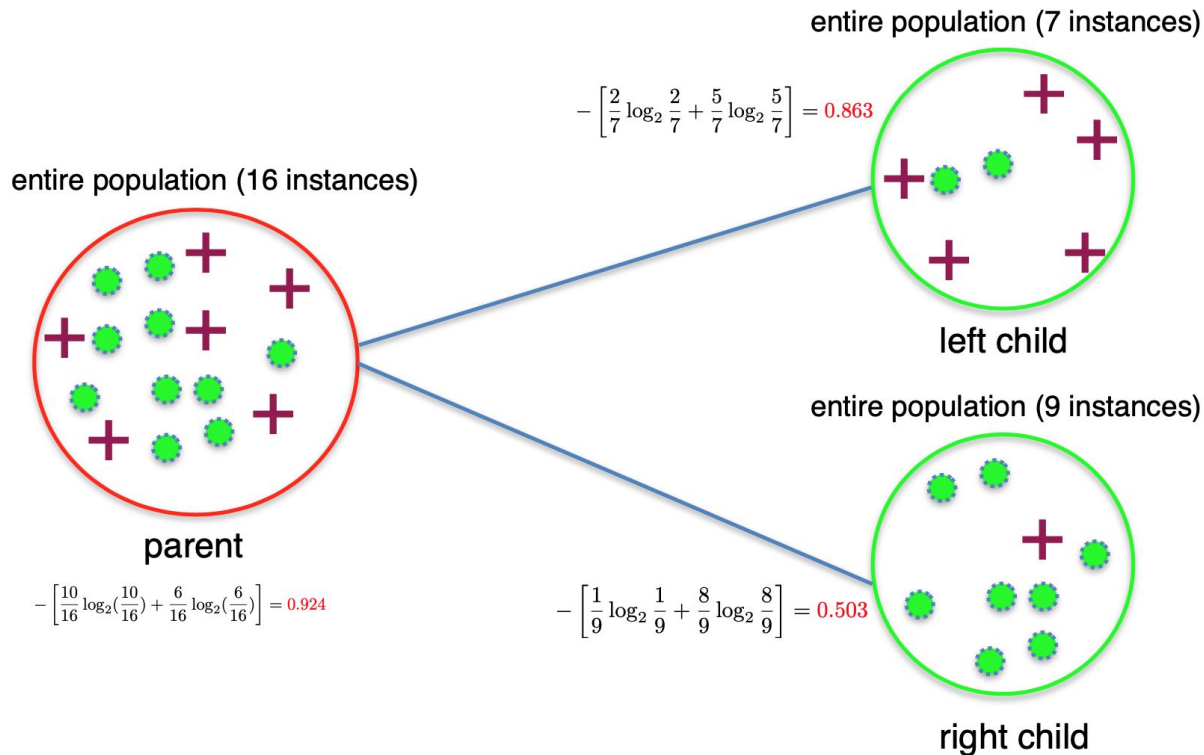 entire population (7 instances)
− [ 2/7 log₂ 2/7 + 5/7 log₂ 5/7 ] = 0.863
entire population (16 instances)
left child
entire population (9 instances)
parent
− [ 10/16 log₂(10/16) + 6/16 log₂(6/16) ] = 0.924
− [ 1/9 log₂ 1/9 + 8/9 log₂ 8/9 ] = 0.503
right child